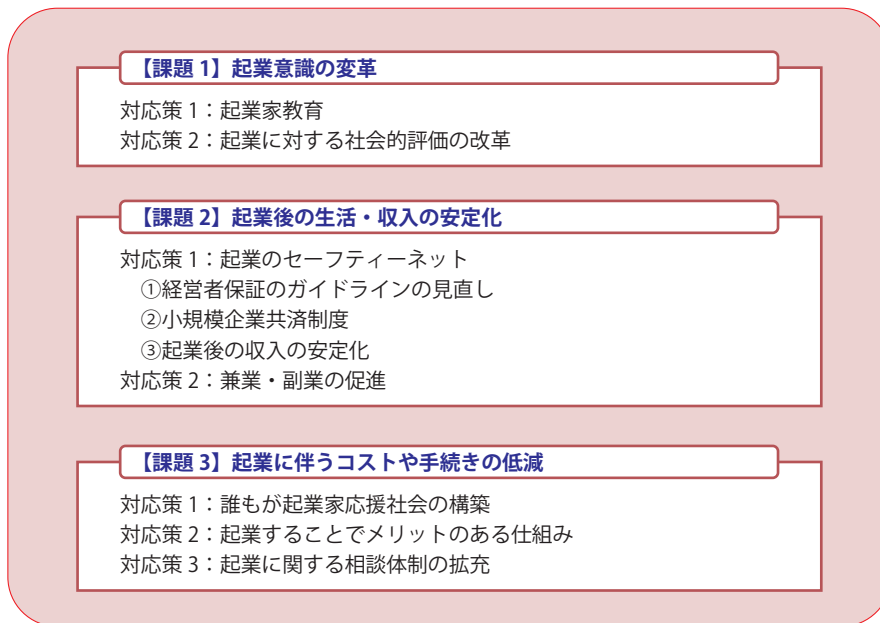 【課題 1】起業意識の変革
対応策 1：起業家教育
対応策 2：起業に対する社会的評価の改革
【課題 2】起業後の生活・収入の安定化
対応策 1：起業のセーフティーネット
①経営者保証のガイドラインの見直し
②小規模企業共済制度
③起業後の収入の安定化
対応策 2：兼業・副業の促進
【課題 3】起業に伴うコストや手続きの低減
対応策 1：誰もが起業家応援社会の構築
対応策 2：起業することでメリットのある仕組み
対応策 3：起業に関する相談体制の拡充